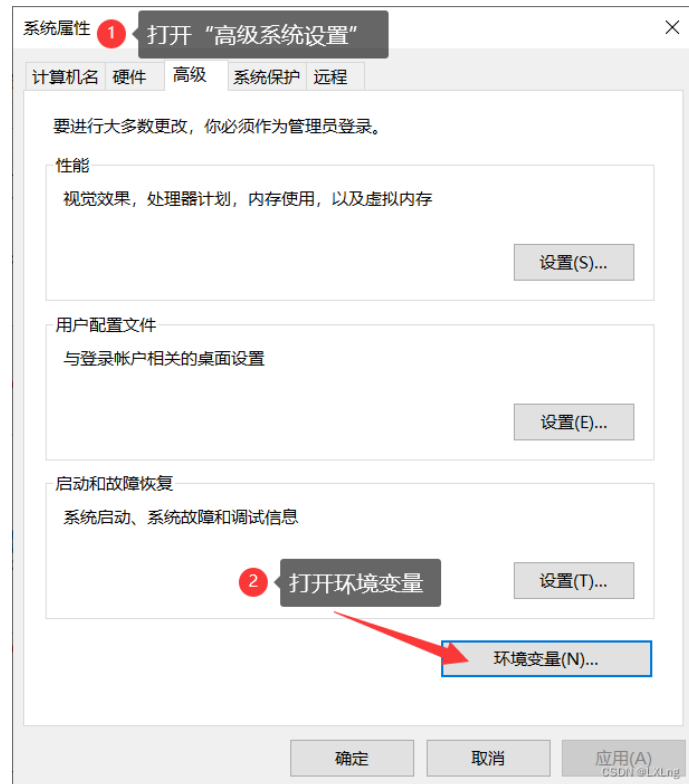 系统属性
1 打开“高级系统设置”
计算机名 硬件 高级 系统保护 远程
要进行大多数更改，你必须作为管理员登录。
性能
视觉效果，处理器计划，内存使用，以及虚拟内存
设置(S)...
用户配置文件
与登录帐户相关的桌面设置
设置(E)...
启动和故障恢复
系统启动、系统故障和调试信息
2 打开环境变量
设置(T)...
环境变量(N)...
确定 取消 应用(A)
CSDN @LXLng